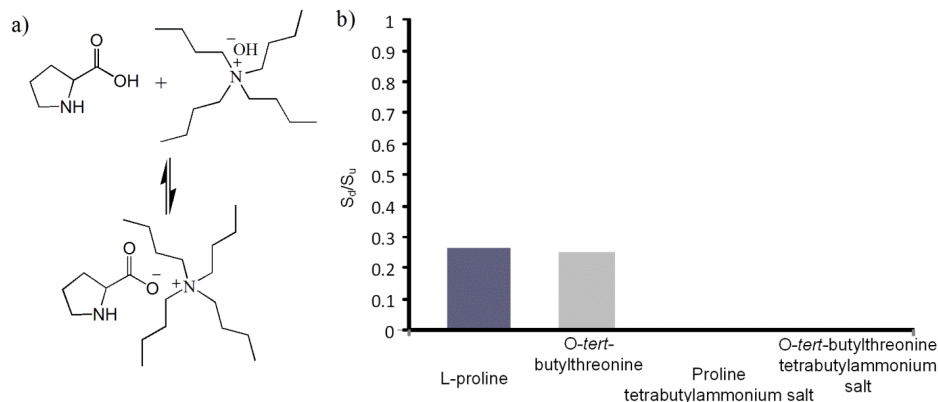 a)
O
OH
NH
+
−
OH
+
N
O
−
O
NH
+
N
b)
1
0.9
0.8
0.7
0.6
0.5
0.4
0.3
0.2
0.1
0
Sd/Su
L-proline
O-tert-
butylthreonine
Proline
tetrabutylammonium salt
O-tert-butylthreonine
tetrabutylammonium
salt